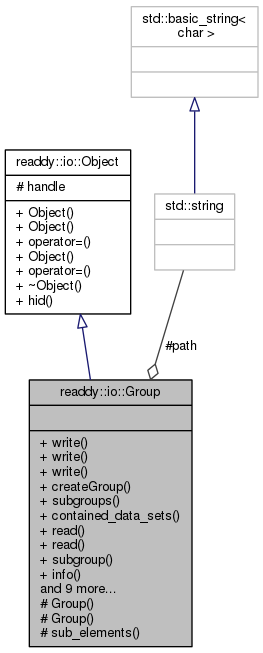 std::basic_string<
char >
readdy::io::Object
# handle
+ Object()
+ Object()
+ operator=()
+ Object()
+ operator=()
+ ~Object()
+ hid()
std::string
#path
readdy::io::Group
+ write()
+ write()
+ write()
+ createGroup()
+ subgroups()
+ contained_data_sets()
+ read()
+ read()
+ subgroup()
+ info()
and 9 more...
# Group()
# Group()
# sub_elements()